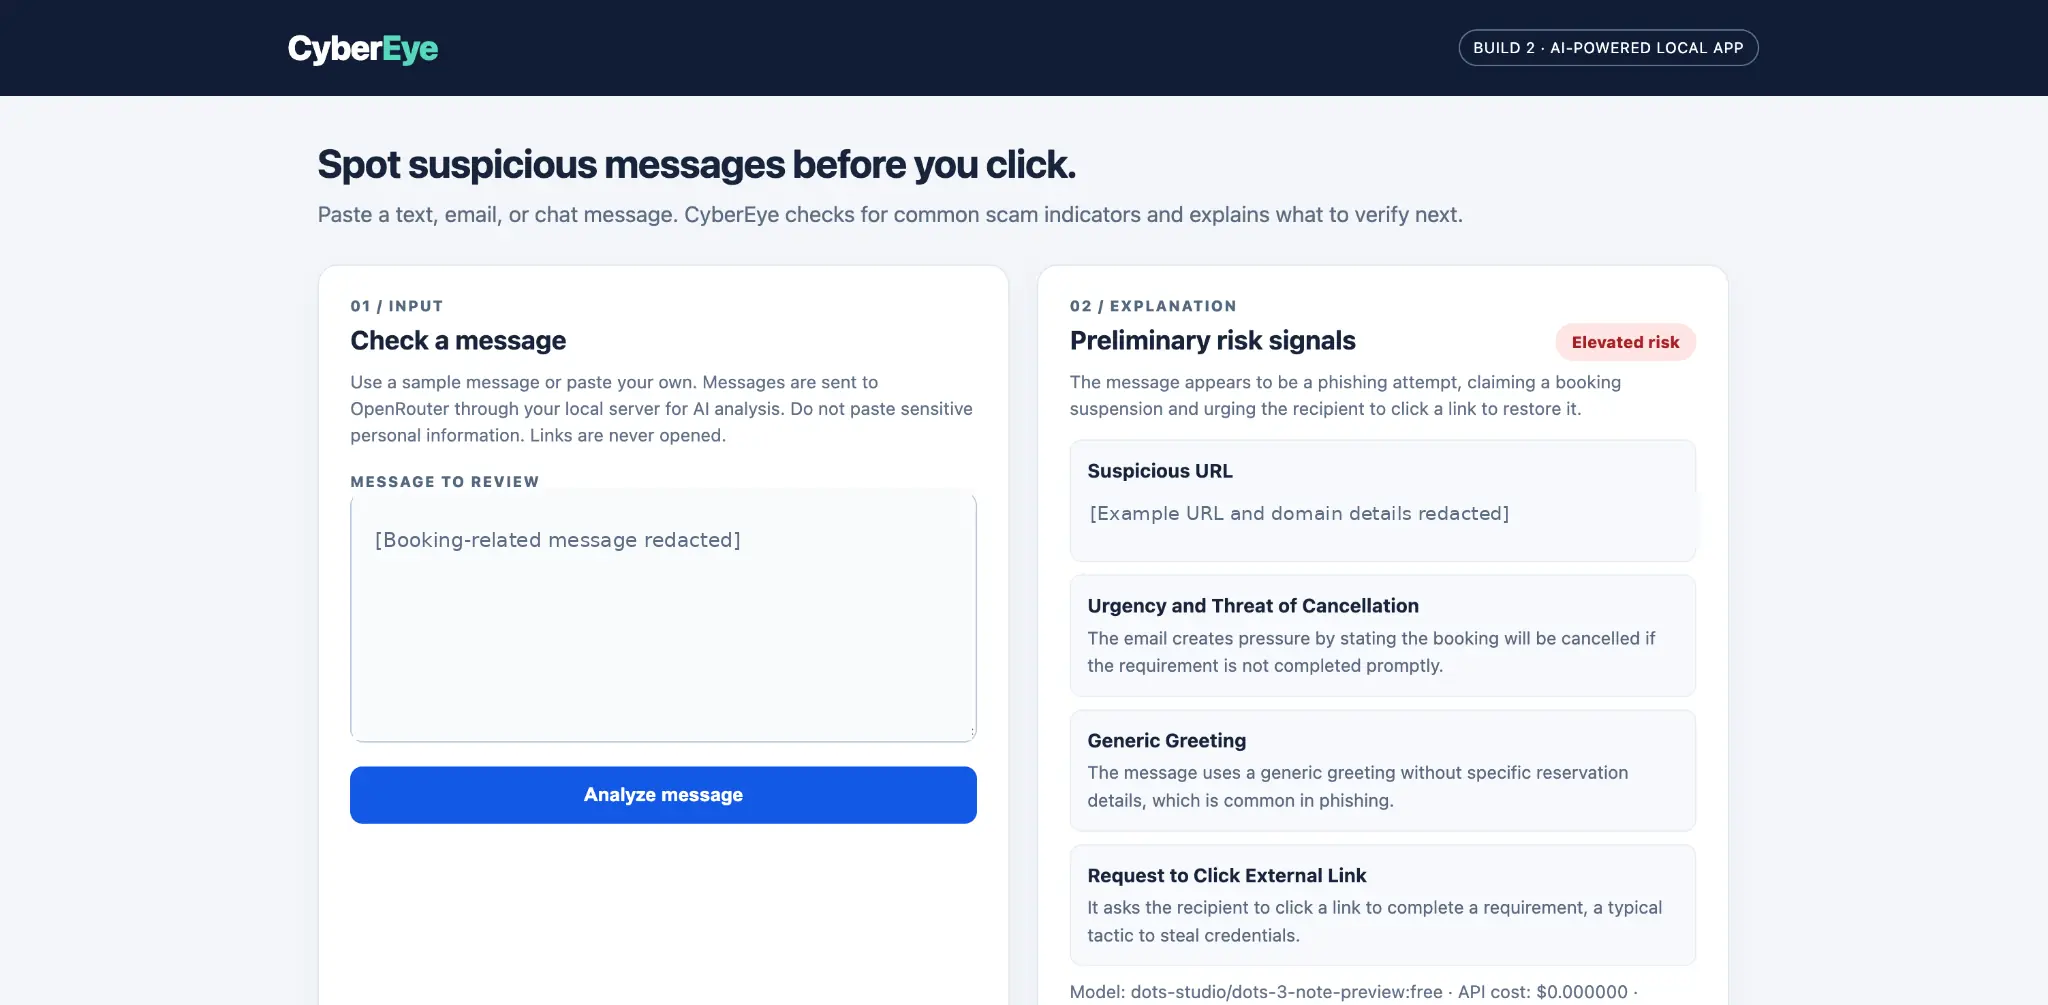 CyberEye
BUILD 2 · AI-POWERED LOCAL APP
Spot suspicious messages before you click.
Paste a text, email, or chat message. CyberEye checks for common scam indicators and explains what to verify next.
01 / INPUT
Check a message
Use a sample message or paste your own. Messages are sent to
OpenRouter through your local server for AI analysis. Do not paste sensitive
personal information. Links are never opened.
MESSAGE TO REVIEW
[Booking-related message redacted]
Analyze message
02 / EXPLANATION
Preliminary risk signals
Elevated risk
The message appears to be a phishing attempt, claiming a booking
suspension and urging the recipient to click a link to restore it.
Suspicious URL
[Example URL and domain details redacted]
Urgency and Threat of Cancellation
The email creates pressure by stating the booking will be cancelled if
the requirement is not completed promptly.
Generic Greeting
The message uses a generic greeting without specific reservation
details, which is common in phishing.
Request to Click External Link
It asks the recipient to click a link to complete a requirement, a typical
tactic to steal credentials.
Model: dots-studio/dots-3-note-preview:free · API cost: $0.000000 ·